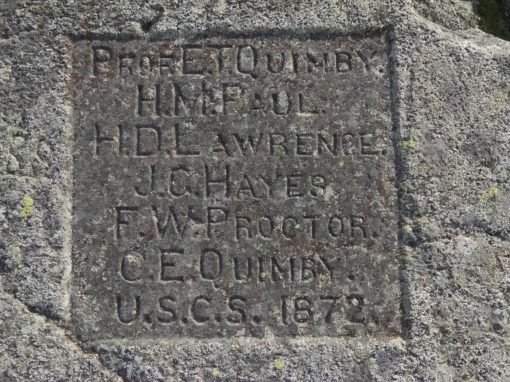 PROF. E.T. QUIMBY.
H.M. PAUL.
H.D. LAWRENCE.
J.G. HAYES
F.W. PROCTOR.
C.E. QUIMBY.
U.S.C.S. 1872.